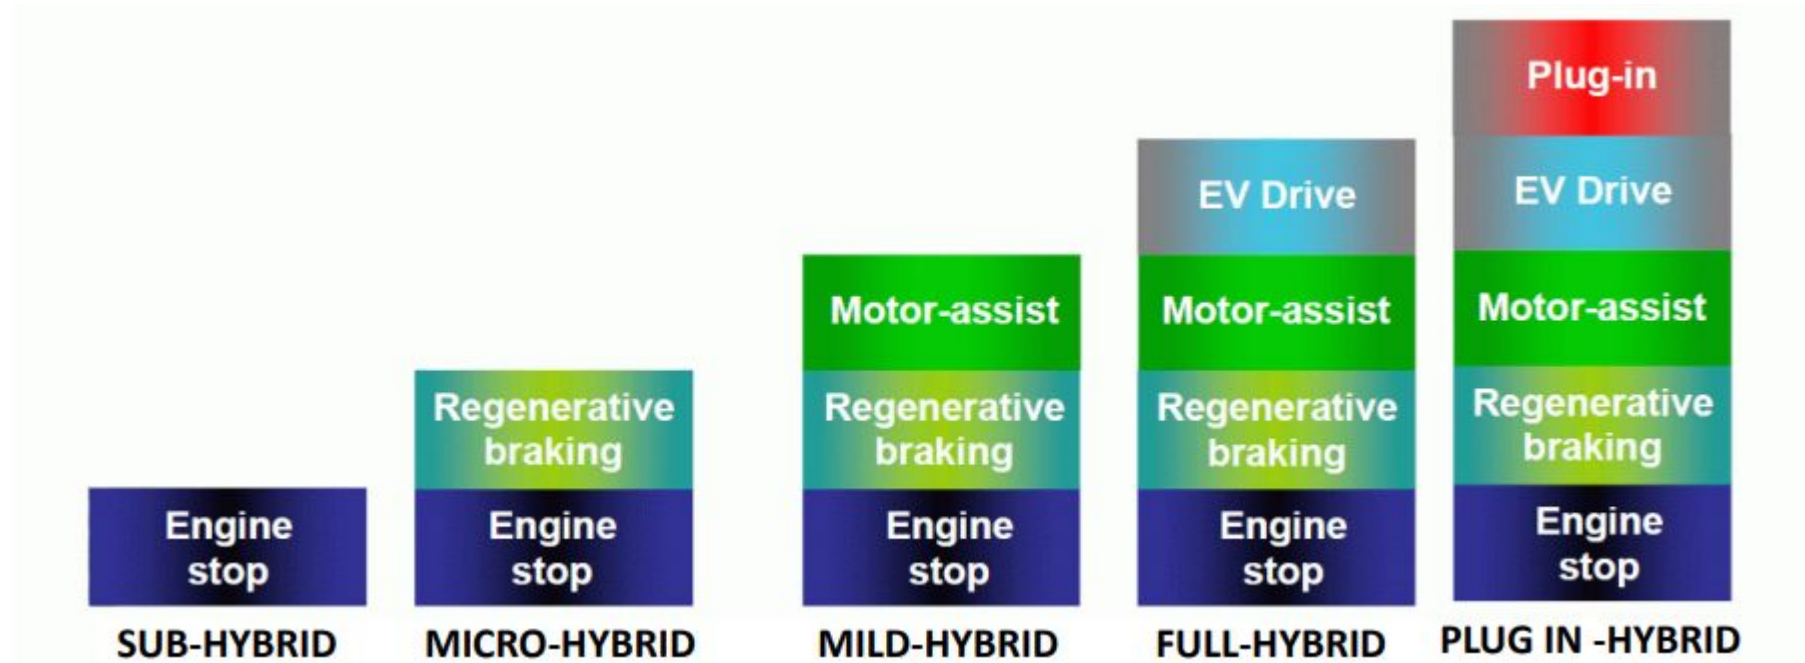 Engine
stop
SUB-HYBRID
Regenerative
braking
Engine
stop
MICRO-HYBRID
Motor-assist
Regenerative
braking
Engine
stop
MILD-HYBRID
EV Drive
Motor-assist
Regenerative
braking
Engine
stop
FULL-HYBRID
Plug-in
EV Drive
Motor-assist
Regenerative
braking
Engine
stop
PLUG IN -HYBRID